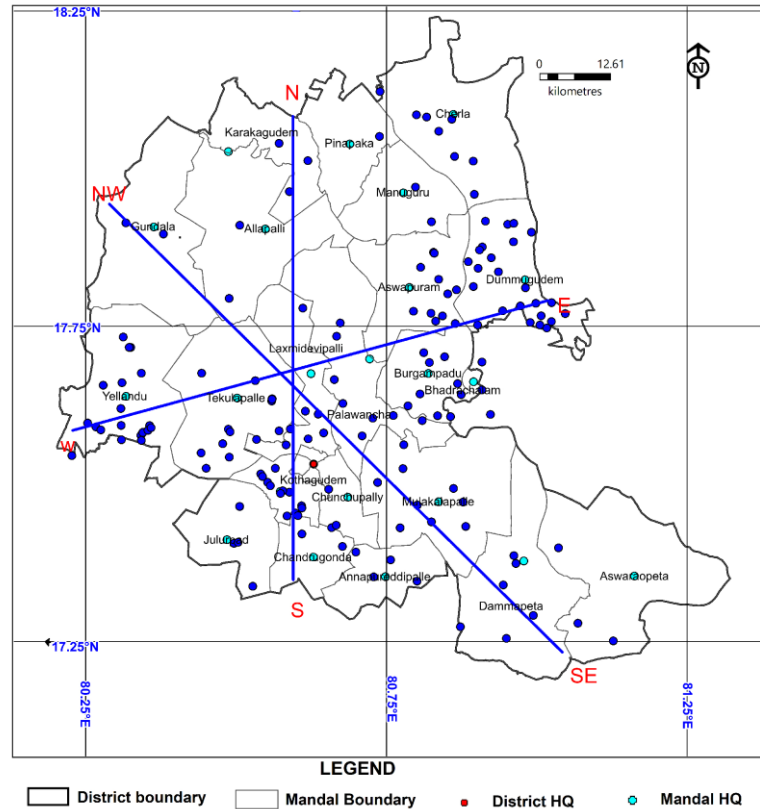 18.25°N
0 12.61
kilometres
N
N
Cherla
Karakagudem
Pinapaka
Manuguru
NW
Gundala
Allapalli
Aswapuram
Dummugudem
E
17.75°N
Laxmidevipalli
Burgampadu
Bhadrachalam
Yellandu
Tekulapalle
Palawancha
w
Kothagudem
Chunchupally
Mulakalapalle
Julurpad
Chandrugonda
Annapureddipalle
Aswaraopeta
Dammapeta
S
17.25°N
SE
80.25°E
80.75°E
81.25°E
LEGEND
District boundary Mandal Boundary District HQ Mandal HQ